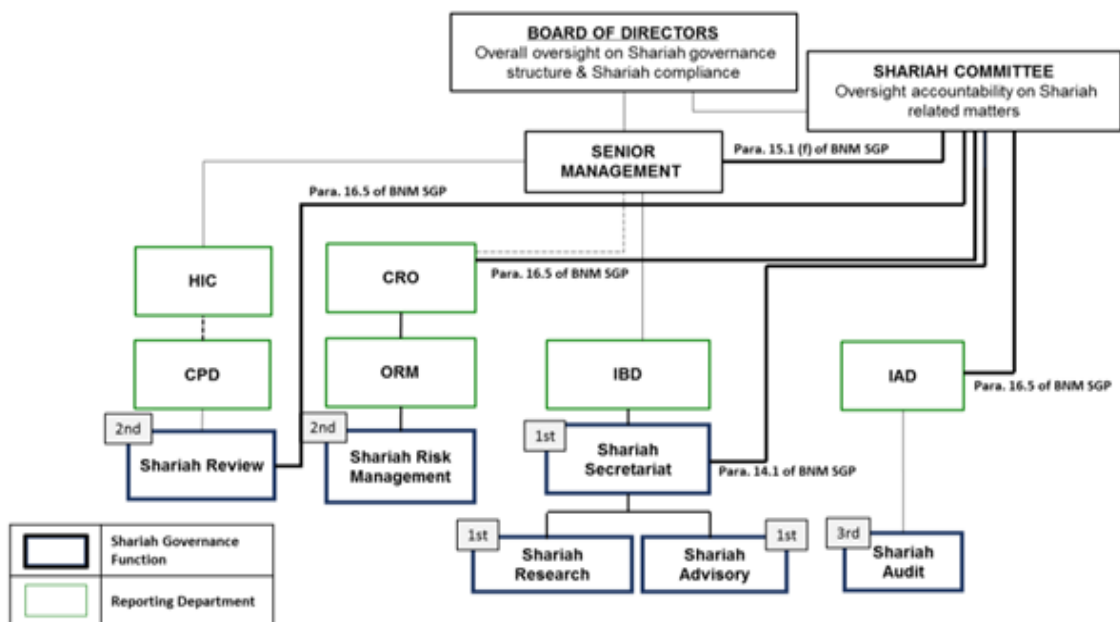 BOARD OF DIRECTORS
Overall oversight on Shariah governance
structure & Shariah compliance
SHARIAH COMMITTEE
Oversight accountability on Shariah
related matters
SENIOR
MANAGEMENT
Para. 15.1 (f) of BNM SGP
Para. 16.5 of BNM SGP
HIC
CRO
Para. 16.5 of BNM SGP
CPD
ORM
IBD
IAD
Para. 16.5 of BNM SGP
2nd
Shariah Review
2nd
Shariah Risk
Management
1st
Shariah
Secretariat
Para. 14.1 of BNM SGP
1st
Shariah
Research
1st
Shariah
Advisory
3rd
Shariah
Audit
Shariah Governance
Function
Reporting Department